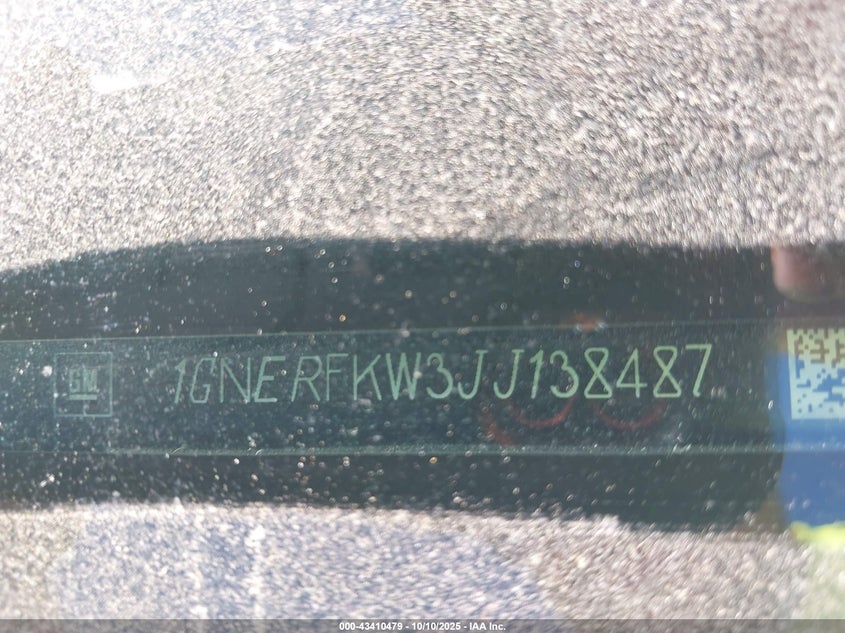 GM
1GNERFKW3JJ138487
000-43410479 - 10/10/2025 - IAA Inc.